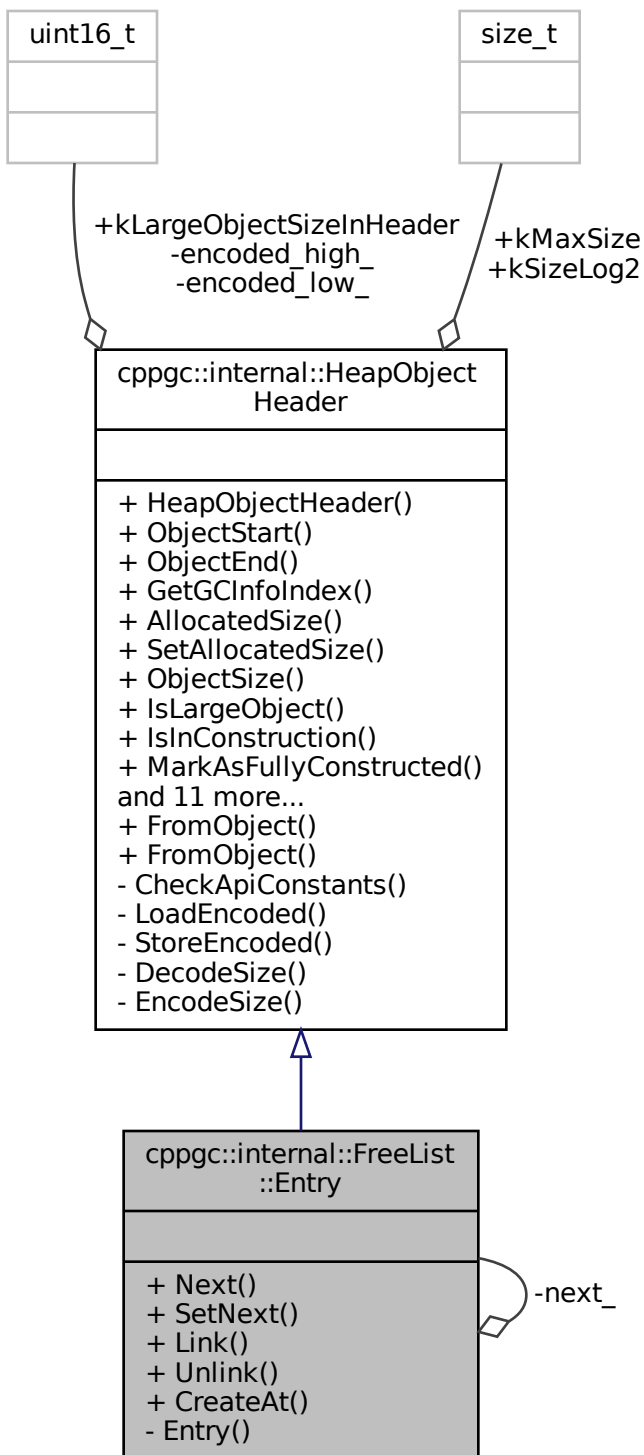 uint16_t
size_t
+kLargeObjectSizeInHeader
-encoded_high_
-encoded_low_
+kMaxSize
+kSizeLog2
cppgc::internal::HeapObject
Header
+ HeapObjectHeader()
+ ObjectStart()
+ ObjectEnd()
+ GetGCInfoIndex()
+ AllocatedSize()
+ SetAllocatedSize()
+ ObjectSize()
+ IsLargeObject()
+ IsInConstruction()
+ MarkAsFullyConstructed()
and 11 more...
+ FromObject()
+ FromObject()
- CheckApiConstants()
- LoadEncoded()
- StoreEncoded()
- DecodeSize()
- EncodeSize()
cppgc::internal::FreeList
::Entry
+ Next()
+ SetNext()
+ Link()
+ Unlink()
+ CreateAt()
- Entry()
-next_